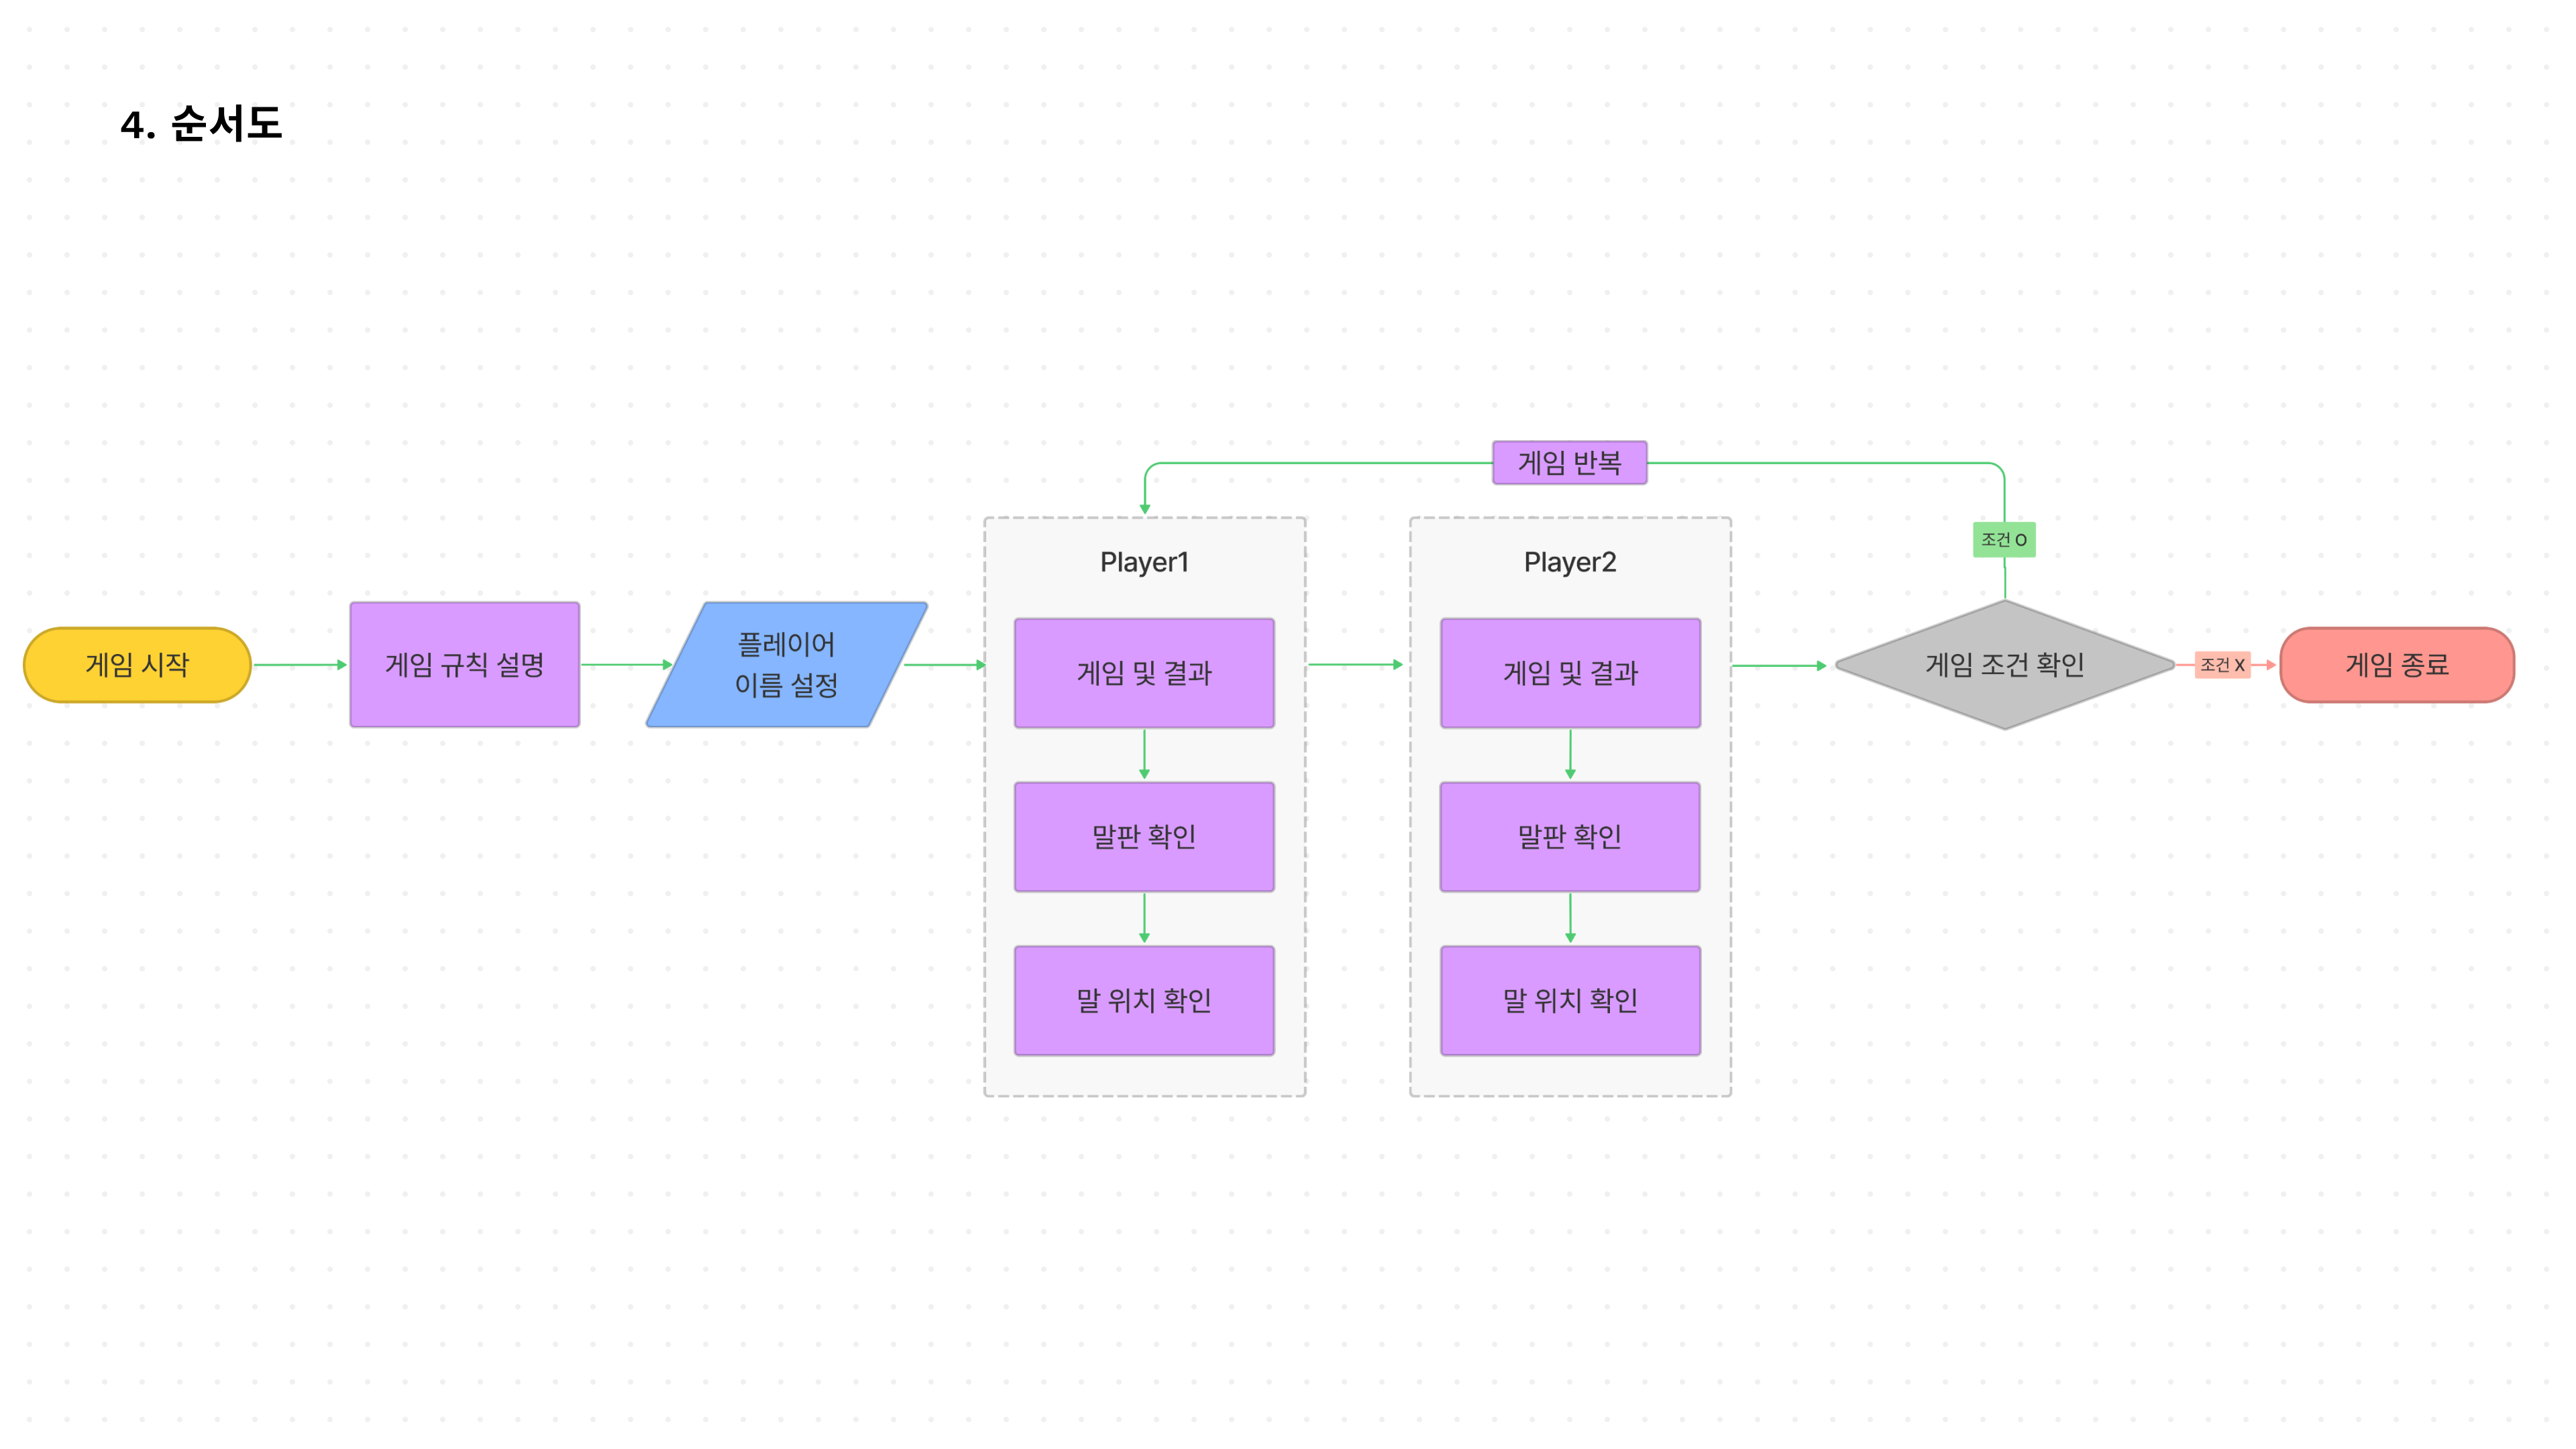 4. 순서도
게임 시작
게임 규칙 설명
플레이어
이름 설정
게임 반복
Player1
게임 및 결과
말판 확인
말 위치 확인
Player2
게임 및 결과
말판 확인
말 위치 확인
조건 O
게임 조건 확인
조건 X
게임 종료